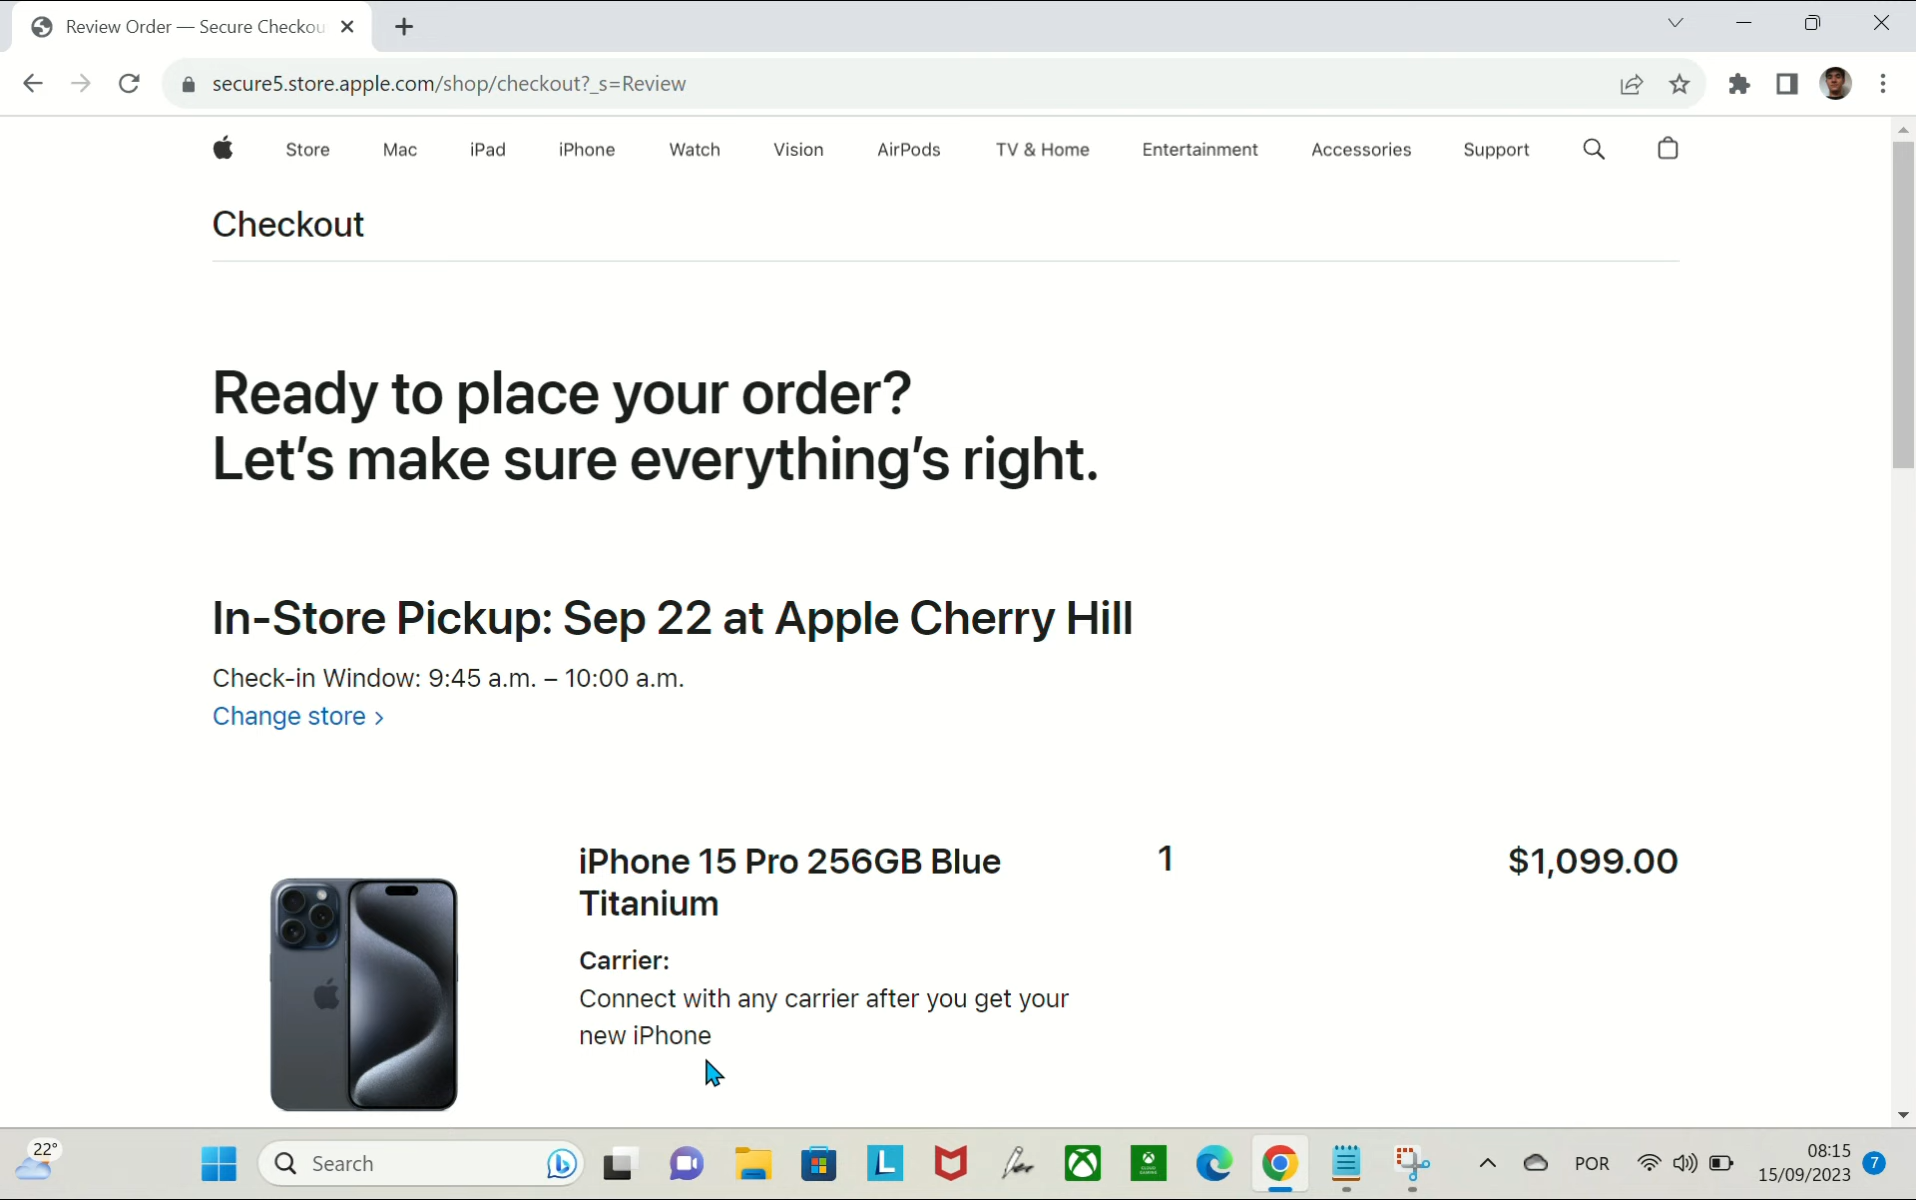 Review Order — Secure Checkou
secure5.store.apple.com/shop/checkout?_s=Review
Store Mac iPad iPhone Watch Vision AirPods TV & Home Entertainment Accessories Support
Checkout
Ready to place your order?
Let's make sure everything's right.
In-Store Pickup: Sep 22 at Apple Cherry Hill
Check-in Window: 9:45 a.m. – 10:00 a.m.
Change store >
iPhone 15 Pro 256GB Blue 1 $1,099.00
Titanium
Carrier:
Connect with any carrier after you get your
new iPhone
22°
Search
L
POR
08:15
15/09/2023
7